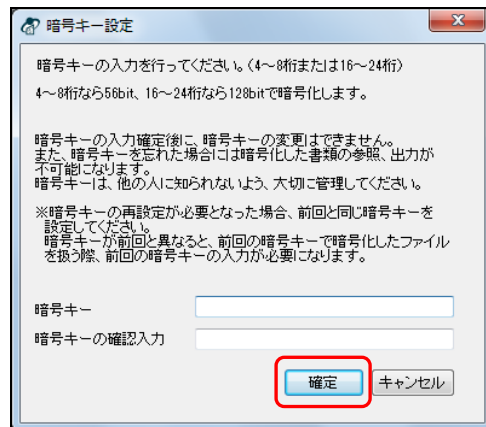 暗号キー設定
暗号キーの入力を行ってください。(4～8桁または16～24桁)
4～8桁なら56bit、16～24桁なら128bitで暗号化します。
暗号キーの入力確定後に、暗号キーの変更はできません。
また、暗号キーを忘れた場合には暗号化した書類の参照、出力が
不可能になります。
暗号キーは、他の人に知られないよう、大切に管理してください。
※暗号キーの再設定が必要となった場合、前回と同じ暗号キーを
設定してください。
暗号キーが前回と異なると、前回の暗号キーで暗号化したファイル
を扱う際、前回の暗号キーの入力が必要になります。
暗号キー
暗号キーの確認入力
確定 キャンセル